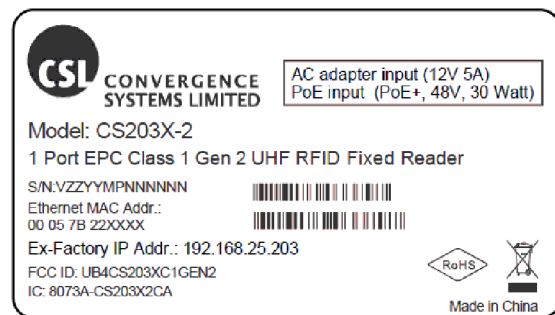 CSL CONVERGENCE
SYSTEMS LIMITED
AC adapter input (12V 5A)
PoE input (PoE+, 48V, 30 Watt)
Model: CS203X-2
1 Port EPC Class 1 Gen 2 UHF RFID Fixed Reader
S/N:VZZYYMPNNNNNN
Ethernet MAC Addr.:
00 05 7B 22XXXX
Ex-Factory IP Addr.: 192.168.25.203
FCC ID: UB4CS203XC1GEN2
IC: 8073A-CS203X2CA
RoHS
Made in China